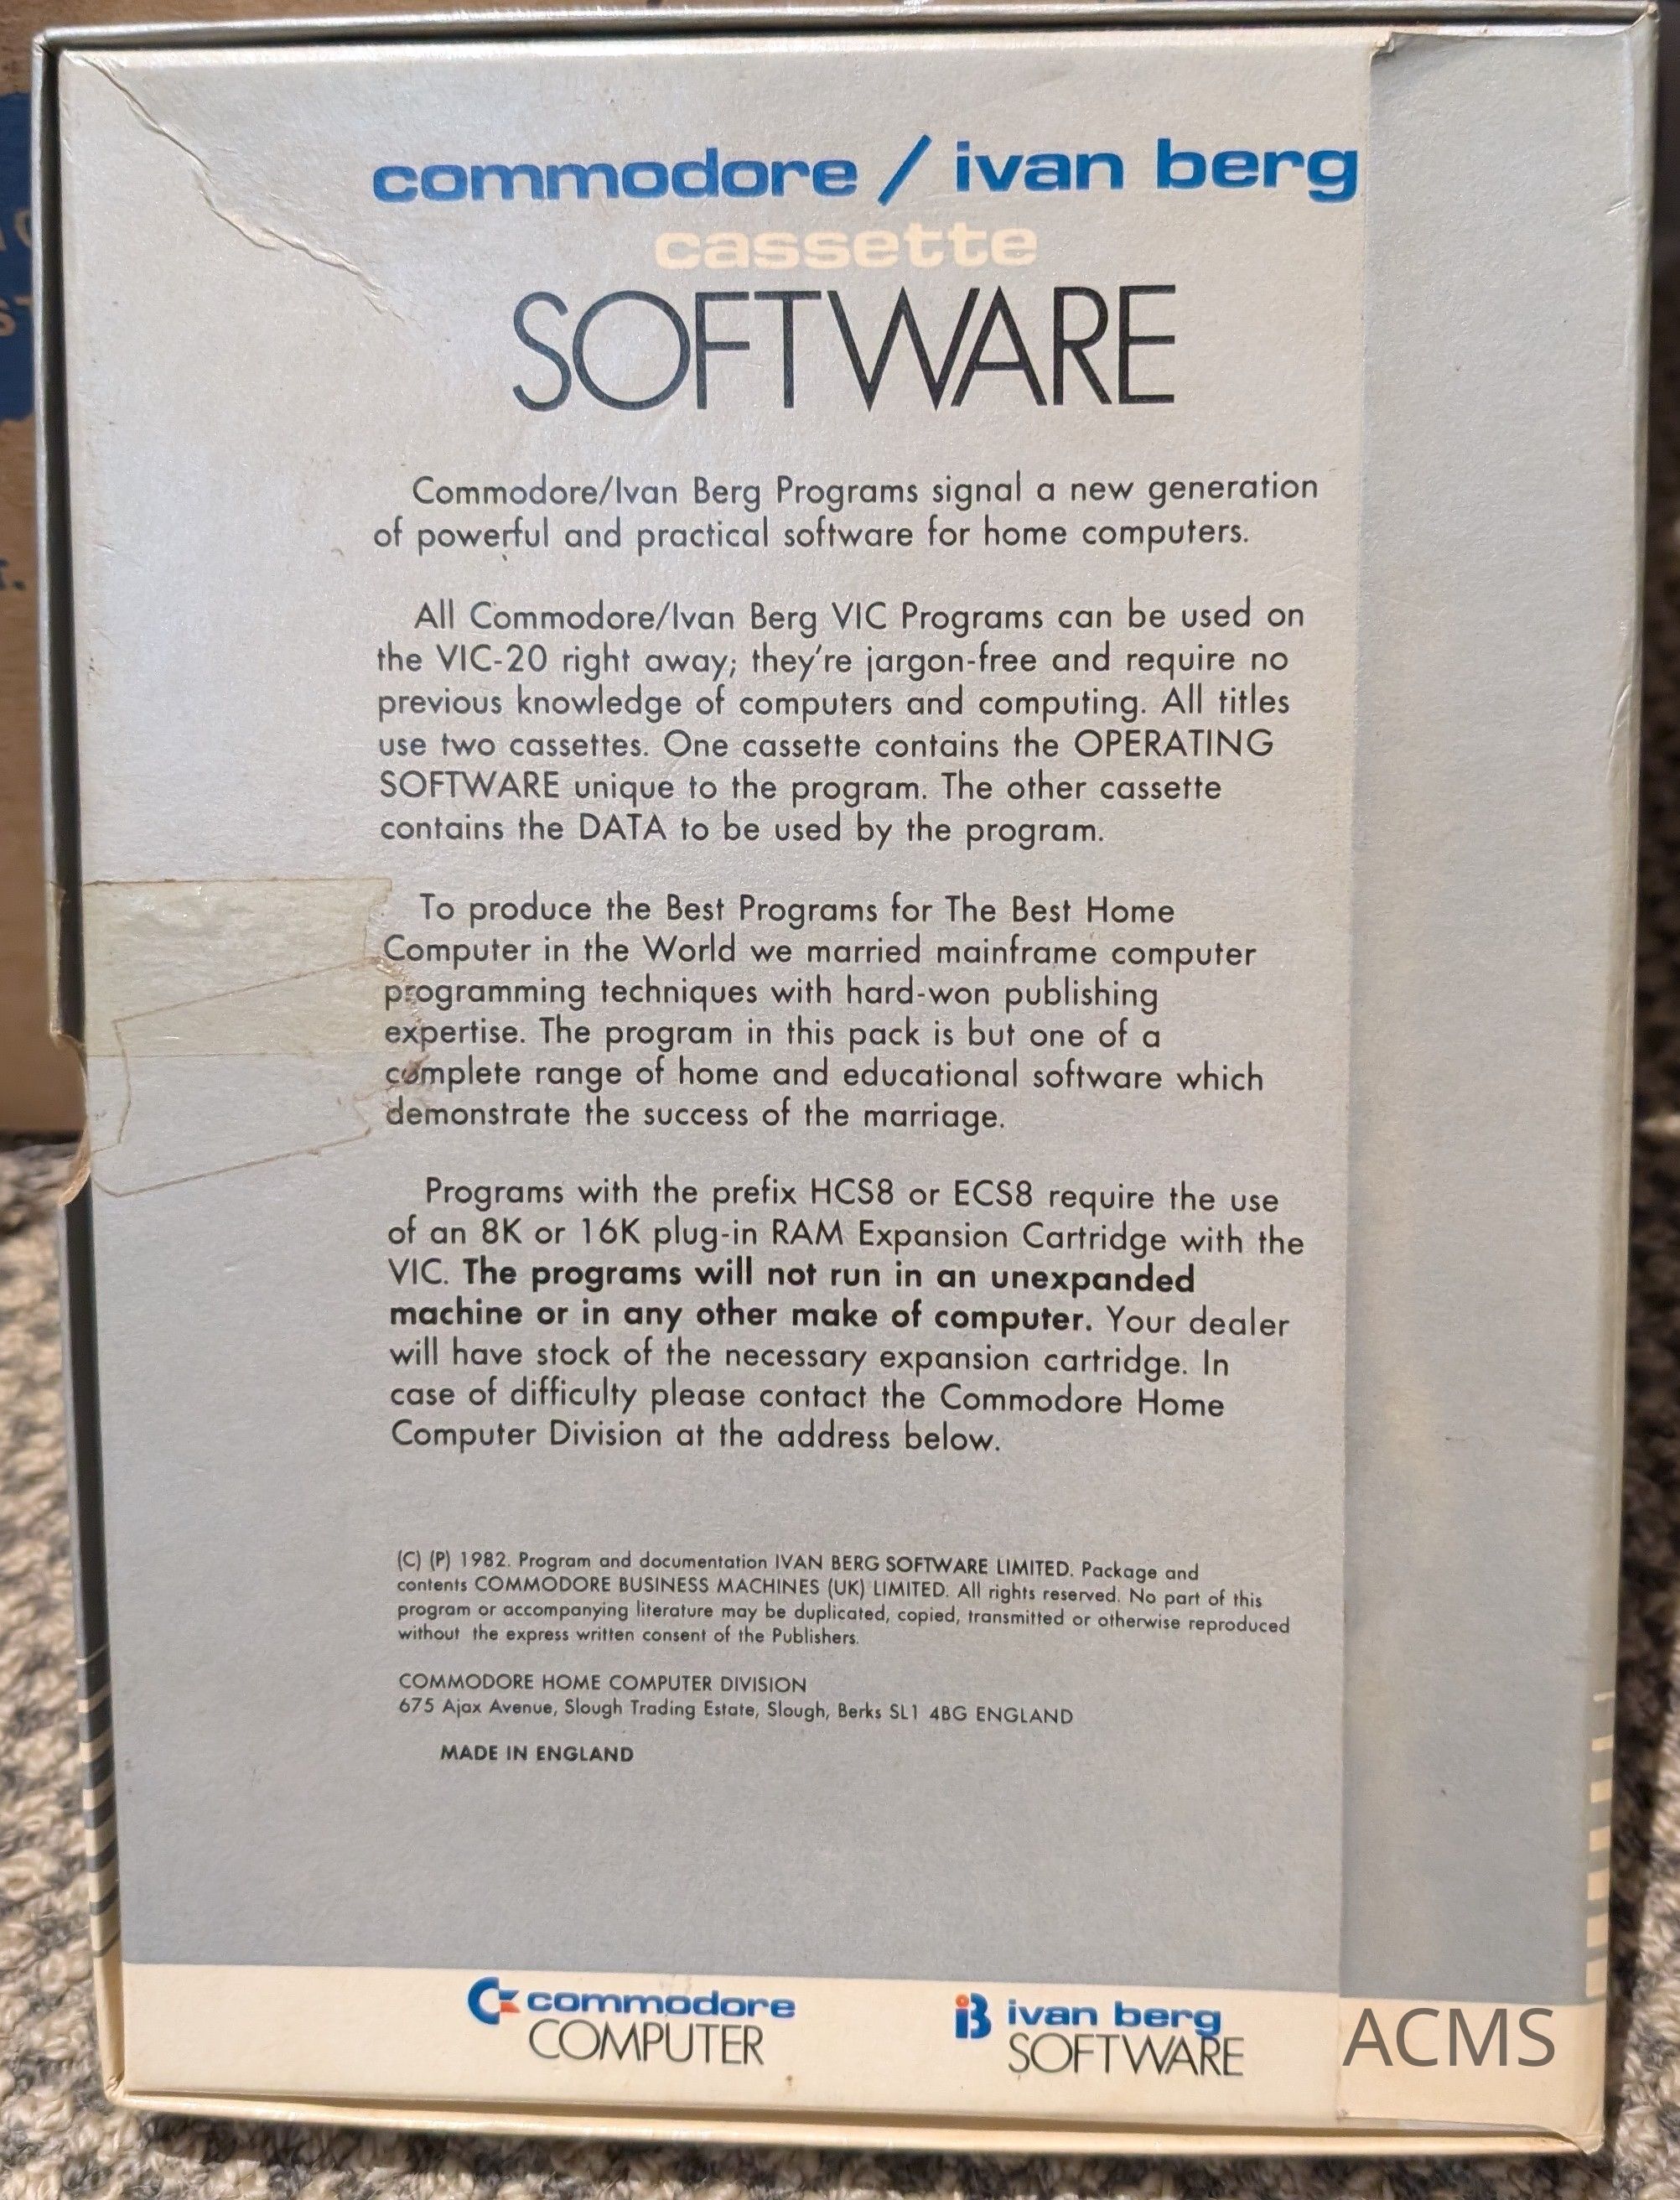 commodore / ivan berg
cassette
SOFTWARE
Commodore/Ivan Berg Programs signal a new generation
of powerful and practical software for home computers.
All Commodore/Ivan Berg VIC Programs can be used on
the VIC-20 right away; they're jargon-free and require no
previous knowledge of computers and computing. All titles
use two cassettes. One cassette contains the OPERATING
SOFTWARE unique to the program. The other cassette
contains the DATA to be used by the program.
To produce the Best Programs for The Best Home
Computer in the World we married mainframe computer
programming techniques with hard-won publishing
expertise. The program in this pack is but one of a
complete range of home and educational software which
demonstrate the success of the marriage.
Programs with the prefix HCS8 or ECS8 require the use
of an 8K or 16K plug-in RAM Expansion Cartridge with the
VIC. The programs will not run in an unexpanded
machine or in any other make of computer. Your dealer
will have stock of the necessary expansion cartridge. In
case of difficulty please contact the Commodore Home
Computer Division at the address below.
(C) (P) 1982. Program and documentation IVAN BERG SOFTWARE LIMITED. Package and
contents COMMODORE BUSINESS MACHINES (UK) LIMITED. All rights reserved. No part of this
program or accompanying literature may be duplicated, copied, transmitted or otherwise reproduced
without the express written consent of the Publishers.
COMMODORE HOME COMPUTER DIVISION
675 Ajax Avenue, Slough Trading Estate, Slough, Berks SL1 4BG ENGLAND
MADE IN ENGLAND
commodore
COMPUTER
ivan berg
SOFTWARE
ACMS